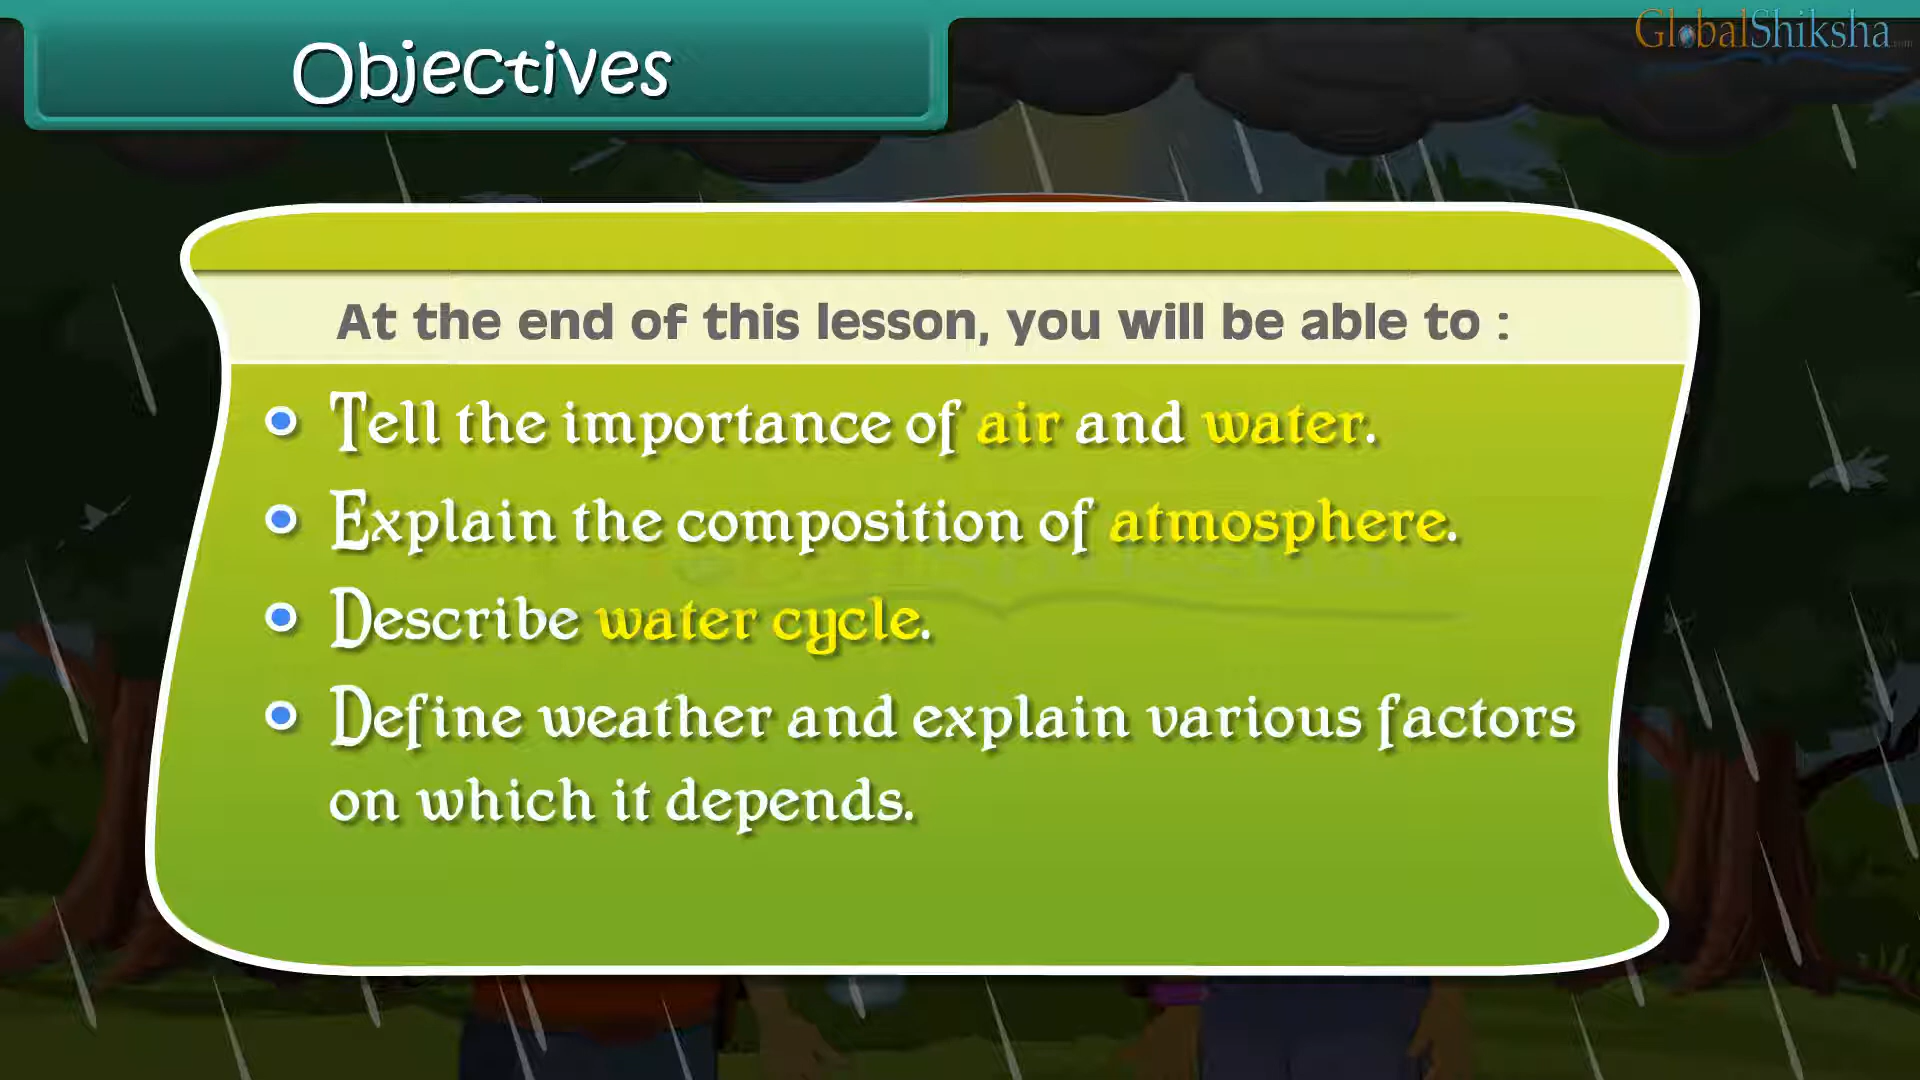 Objectives
GlobalShiksha.com
At the end of this lesson, you will be able to :
Tell the importance of air and water.
Explain the composition of atmosphere.
Describe water cycle.
Define weather and explain various factors
on which it depends.